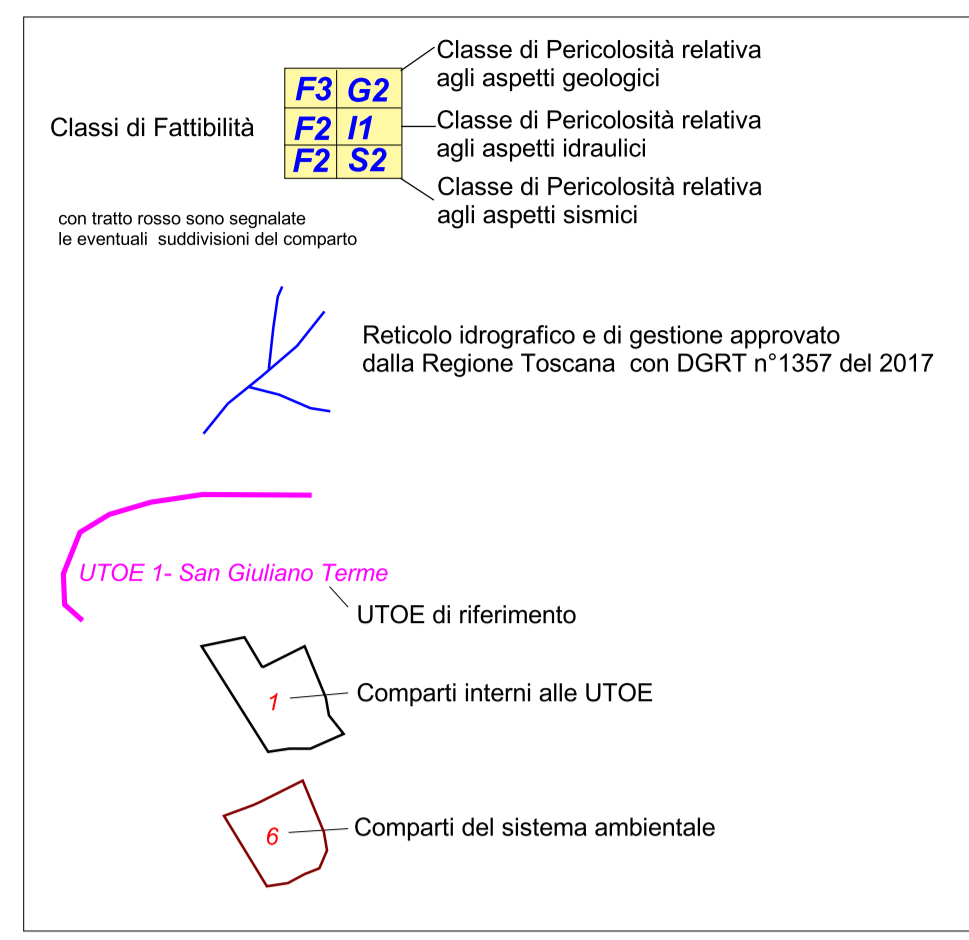 Classe di Pericolosità relativa
agli aspetti geologici
Classi di Fattibilità
F3 G2
F2 I1
F2 S2
Classe di Pericolosità relativa
agli aspetti idraulici
Classe di Pericolosità relativa
agli aspetti sismici
con tratto rosso sono segnalate
le eventuali suddivisioni del comparto
Reticolo idrografico e di gestione approvato
dalla Regione Toscana con DGRT n°1357 del 2017
UTOE 1- San Giuliano Terme
UTOE di riferimento
1
Comparti interni alle UTOE
6
Comparti del sistema ambientale